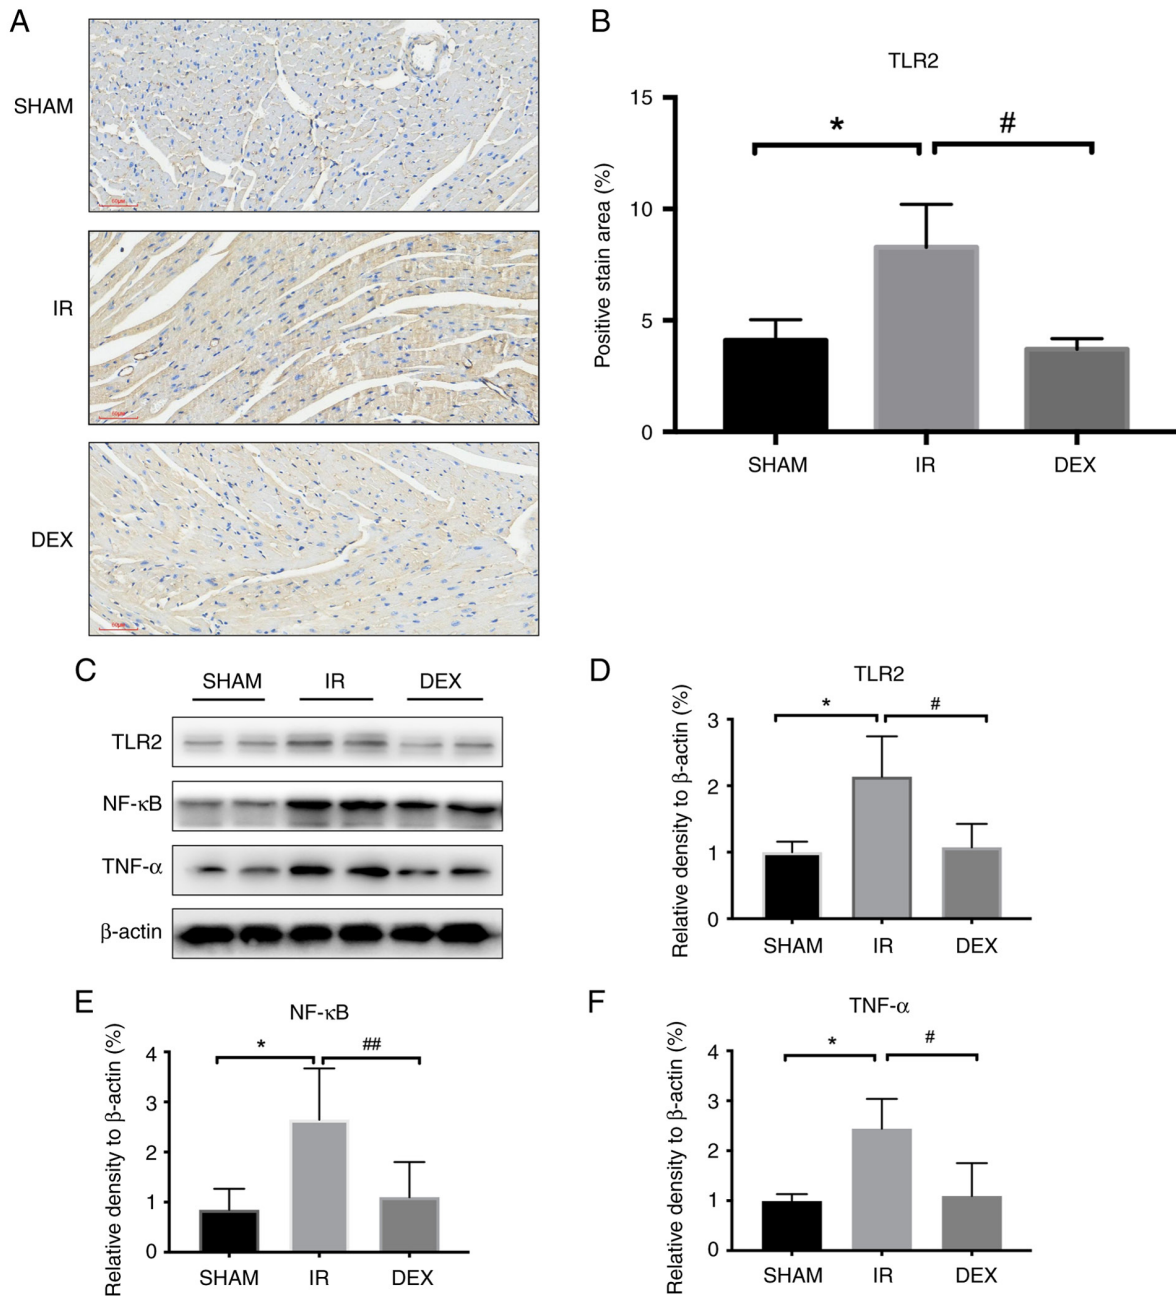 A
SHAM
IR
DEX
B
TLR2
Positive stain area (%)
15
10
5
0
*
#
SHAM IR DEX
C
SHAM IR DEX
TLR2
NF-κB
TNF-α
β-actin
D
TLR2
Relative density to β-actin (%)
3
2
1
0
*
#
SHAM IR DEX
E
NF-κB
Relative density to β-actin (%)
4
3
2
1
0
*
##
SHAM IR DEX
F
TNF-α
Relative density to β-actin (%)
4
3
2
1
0
*
#
SHAM IR DEX